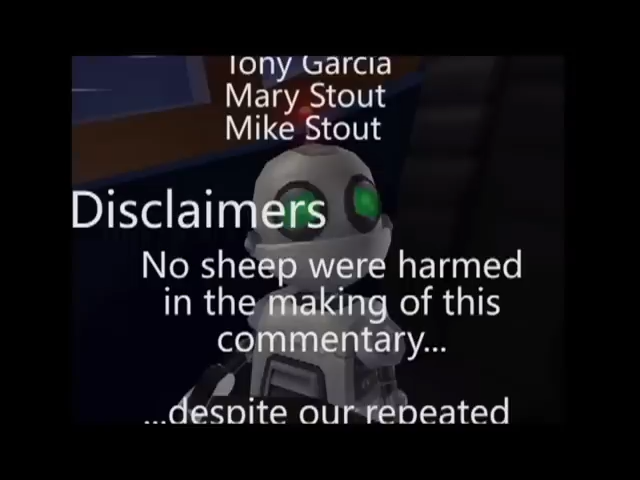 Tony Garcia
Mary Stout
Mike Stout
Disclaimers
No sheep were harmed
in the making of this
commentary...
...despite our repeated